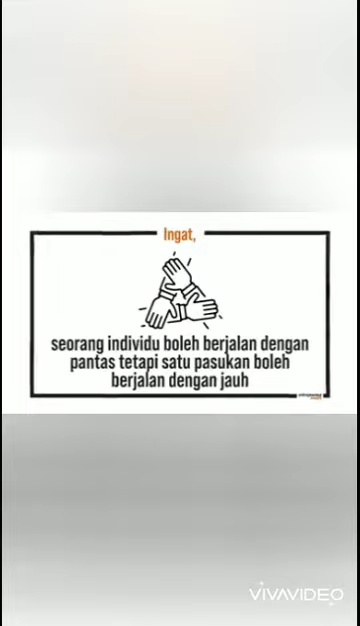 Ingat,
seorang individu boleh berjalan dengan
pantas tetapi satu pasukan boleh
berjalan dengan jauh
VIVAVIDEO